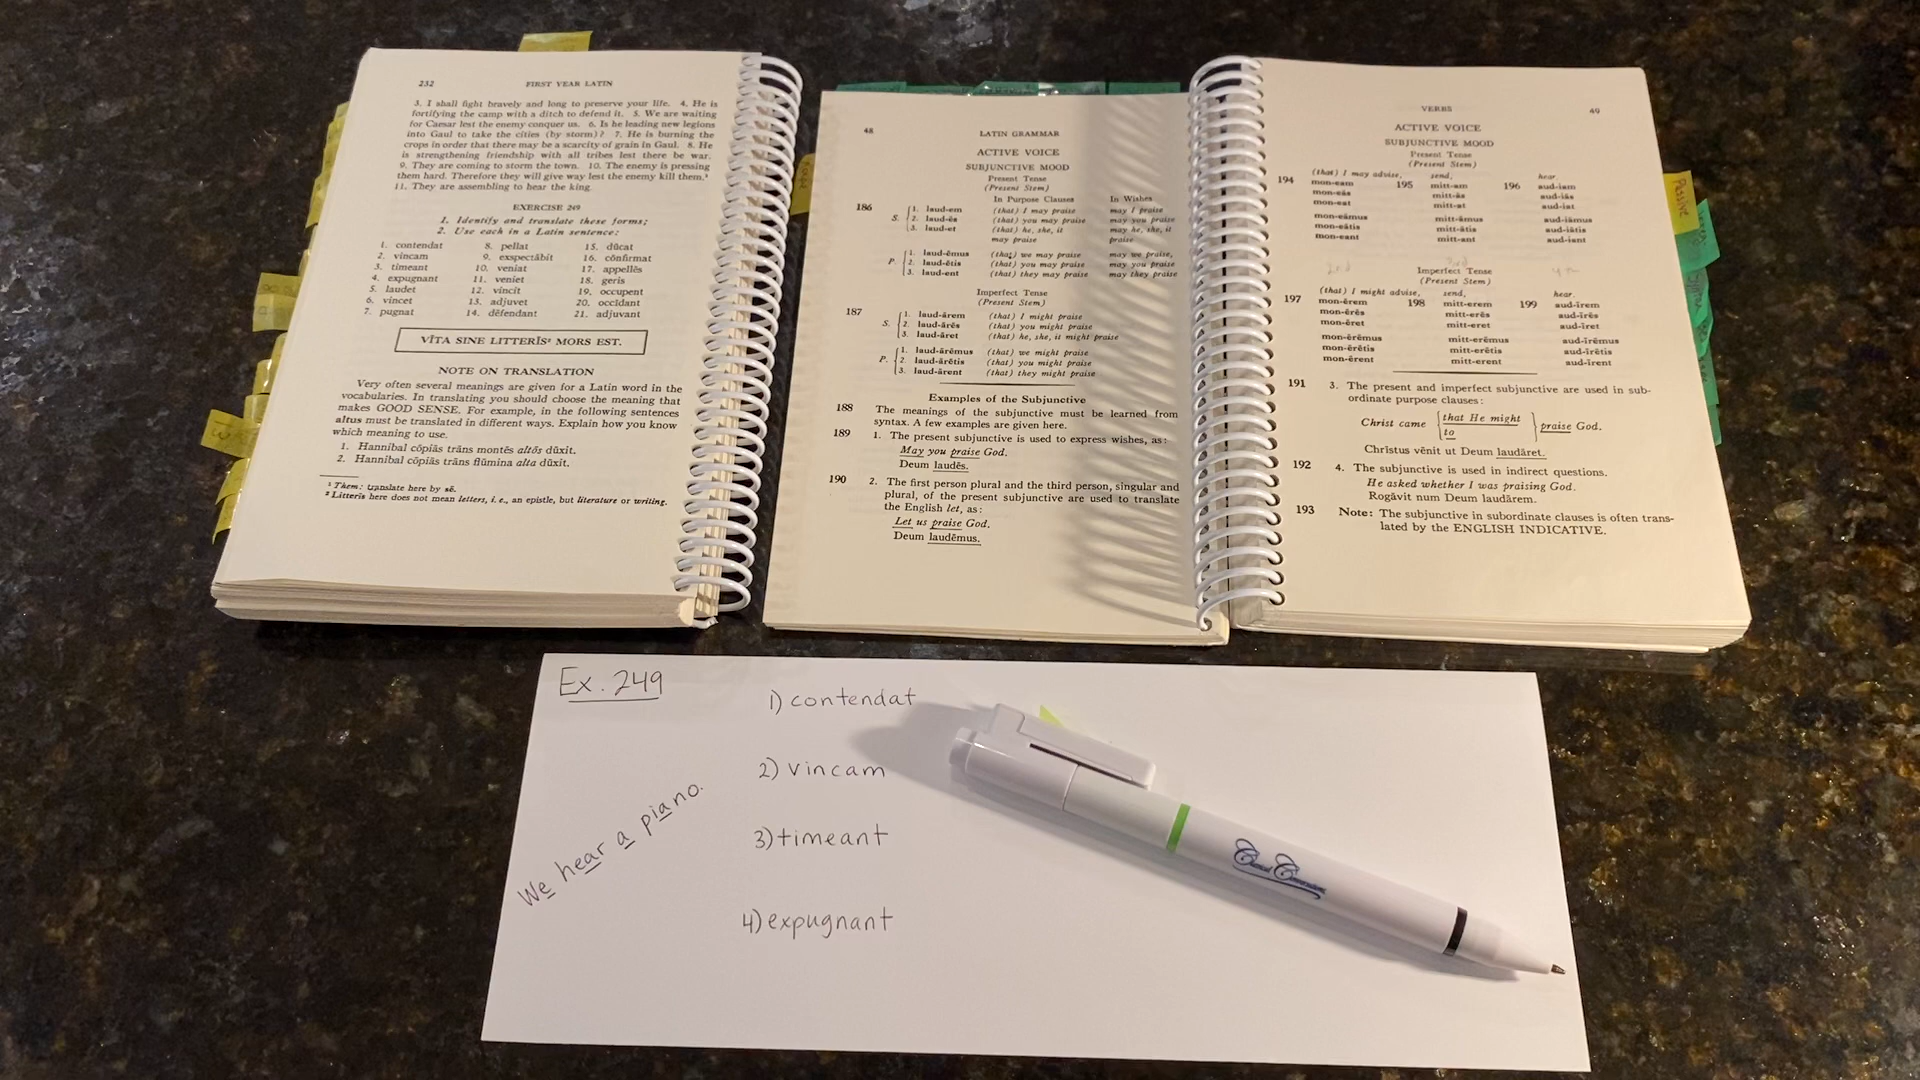 232 FIRST YEAR LATIN
3. I shall fight bravely and long to preserve your life. 4. He is
fortifying the camp with a ditch to defend it. 5. We are waiting
for Caesar lest the enemy conquer us. 6. Is he leading new legions
into Gaul to take the cities (by storm)? 7. He is burning the
crops in order that there may be a scarcity of grain in Gaul. 8. He
is strengthening friendship with all tribes lest there be war.
9. They are coming to storm the town. 10. The enemy is pressing
them hard. Therefore they will give way lest the enemy kill them.¹
11. They are assembling to hear the king.
EXERCISE 249
1. Identify and translate these forms;
2. Use each in a Latin sentence:
1. contendat 8. pellat 15. dūcat
2. vincam 9. exspectābit 16. cōnfirmat
3. timeant 10. veniat 17. appellēs
4. expugnant 11. veniet 18. geris
5. laudet 12. vincit 19. occupent
6. vincet 13. adjuvet 20. occīdant
7. pugnat 14. dēfendant 21. adjuvant
VĪTA SINE LITTERĪS² MORS EST.
NOTE ON TRANSLATION
Very often several meanings are given for a Latin word in the
vocabularies. In translating you should choose the meaning that
makes GOOD SENSE. For example, in the following sentences
altus must be translated in different ways. Explain how you know
which meaning to use.
1. Hannibal cōpiās trāns montēs altōs dūxit.
2. Hannibal cōpiās trāns flūmina alta dūxit.
¹ Them: translate here by sē.
² Litterīs here does not mean letters, i.e., an epistle, but literature or writing.
48 LATIN GRAMMAR
ACTIVE VOICE
SUBJUNCTIVE MOOD
Present Tense
(Present Stem)
In Purpose Clauses In Wishes
186 S. 1. laud-em (that) I may praise may I praise
2. laud-ēs (that) you may praise may you praise
3. laud-et (that) he, she, it may he, she, it
may praise praise
P. 1. laud-ēmus (that) we may praise may we praise,
2. laud-ētis (that) you may praise may you praise
3. laud-ent (that) they may praise may they praise
Imperfect Tense
(Present Stem)
187 S. 1. laud-ārem (that) I might praise
2. laud-ārēs (that) you might praise
3. laud-āret (that) he, she, it might praise
P. 1. laud-ārēmus (that) we might praise
2. laud-ārētis (that) you might praise
3. laud-ārent (that) they might praise
Examples of the Subjunctive
188 The meanings of the subjunctive must be learned from
syntax. A few examples are given here.
189 1. The present subjunctive is used to express wishes, as:
May you praise God.
Deum laudēs.
190 2. The first person plural and the third person, singular and
plural, of the present subjunctive are used to translate
the English let, as:
Let us praise God.
Deum laudēmus.
VERBS 49
ACTIVE VOICE
SUBJUNCTIVE MOOD
Present Tense
(Present Stem)
(that) I may advise, send, hear.
194 mon-eam 195 mitt-am 196 aud-iam
mon-eās mitt-ās aud-iās
mon-eat mitt-at aud-iat
mon-eāmus mitt-āmus aud-iāmus
mon-eātis mitt-ātis aud-iātis
mon-eant mitt-ant aud-iant
2nd 3rd 4th
Imperfect Tense
(Present Stem)
(that) I might advise, send, hear.
197 mon-ērem 198 mitt-erem 199 aud-īrem
mon-ērēs mitt-erēs aud-īrēs
mon-ēret mitt-eret aud-īret
mon-ērēmus mitt-erēmus aud-īrēmus
mon-ērētis mitt-erētis aud-īrētis
mon-ērent mitt-erent aud-īrent
191 3. The present and imperfect subjunctive are used in sub-
ordinate purpose clauses:
Christ came that He might praise God.
to
Chrīstus vēnit ut Deum laudāret.
192 4. The subjunctive is used in indirect questions.
He asked whether I was praising God.
Rogāvit num Deum laudārem.
193 Note: The subjunctive in subordinate clauses is often trans-
lated by the ENGLISH INDICATIVE.
Passive
Ex. 249
1) contendat
2) vincam
3) timeant
4) expugnant
We hear a piano.